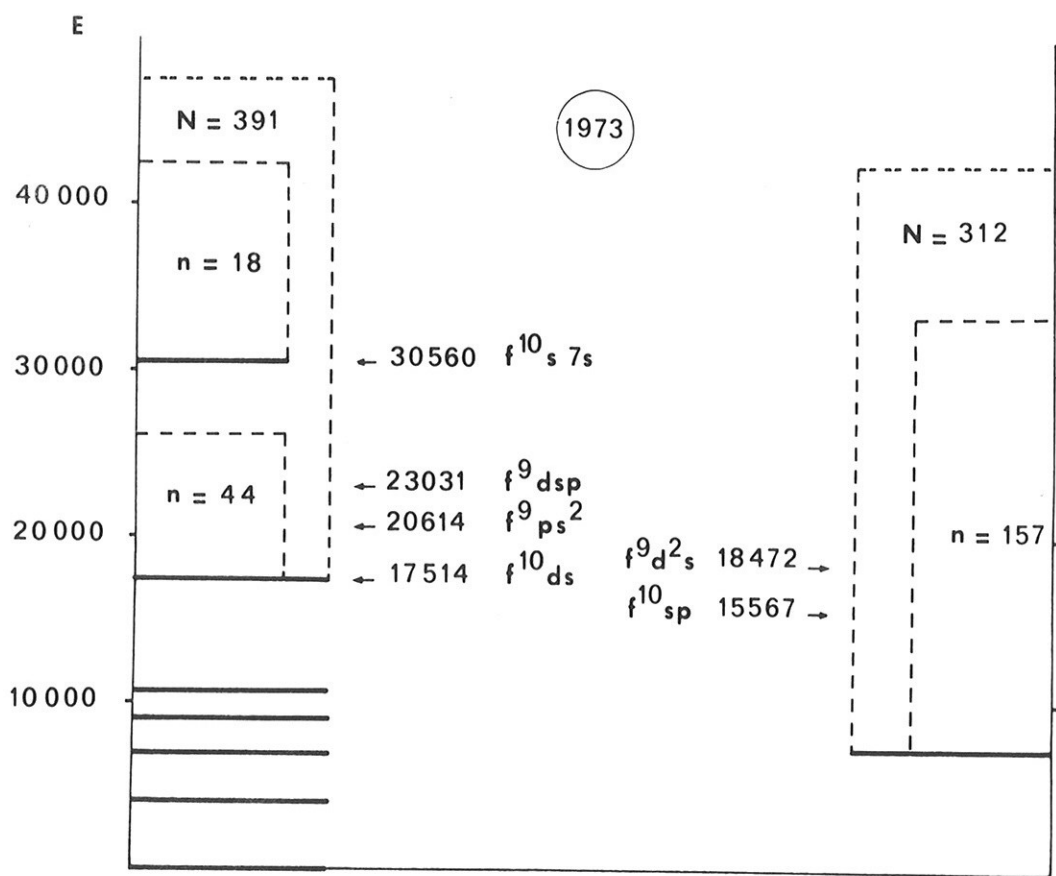 E
N = 391
1973
40 000
N = 312
n = 18
30 000
← 30560 f¹⁰s 7s
← 23031 f⁹dsp
n = 44
← 20614 f⁹ps²
n = 157
20 000
f⁹d²s 18472 →
← 17514 f¹⁰ds
f¹⁰sp 15567 →
10 000